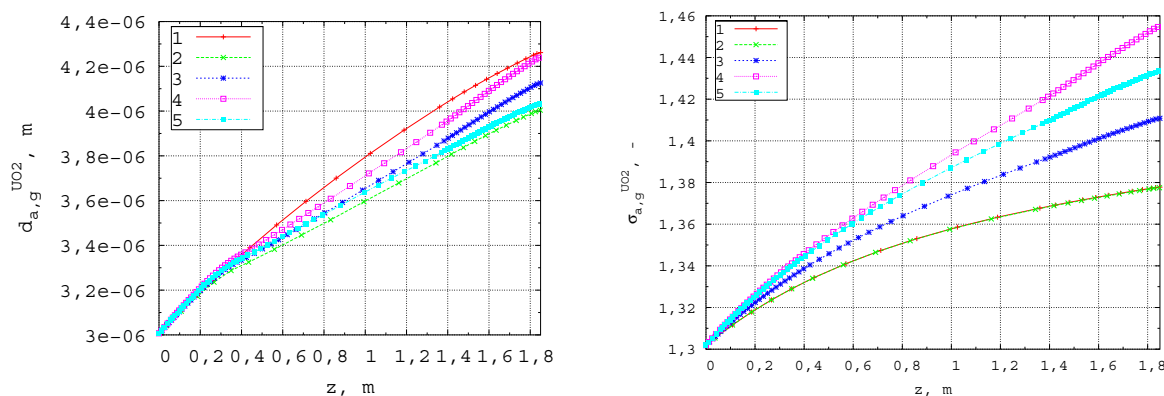 4,4e-06
4,2e-06
4e-06
3,8e-06
3,6e-06
3,4e-06
3,2e-06
3e-06
0 0,2 0,4 0,6 0,8 1 1,2 1,4 1,6 1,8
z, m
d a,g UO2 , m
1
2
3
4
5
1,46
1,44
1,42
1,4
1,38
1,36
1,34
1,32
1,3
0 0,2 0,4 0,6 0,8 1 1,2 1,4 1,6 1,8
z, m
σ a,g UO2 , -
1
2
3
4
5